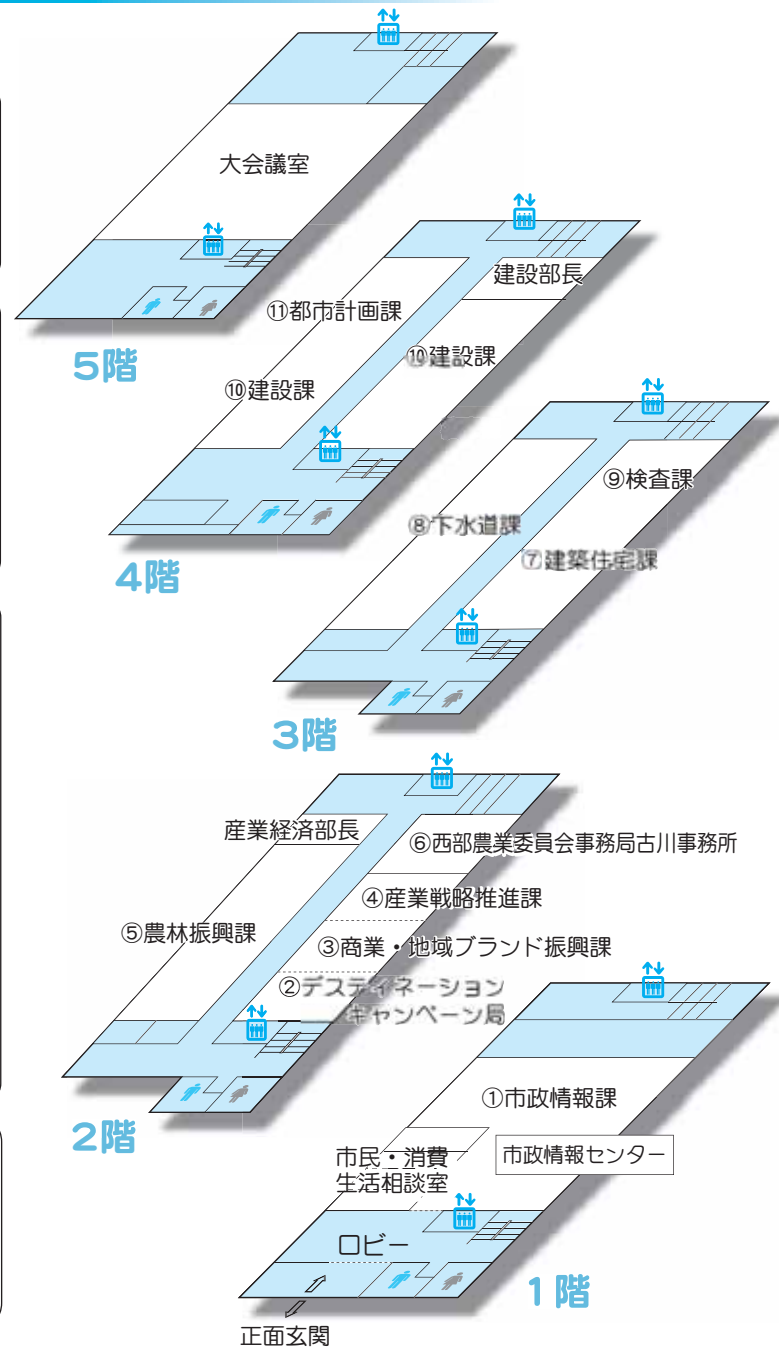 大会議室
5階
建設部長
⑪都市計画課
⑩建設課
⑩建設課
4階
⑨検査課
⑧下水道課
⑦建築住宅課
3階
産業経済部長
⑥西部農業委員会事務局古川事務所
④産業戦略推進課
⑤農林振興課
③商業・地域ブランド振興課
②デスティネーション
キャンペーン局
2階
①市政情報課
市民・消費
生活相談室
市政情報センター
ロビー
1階
正面玄関